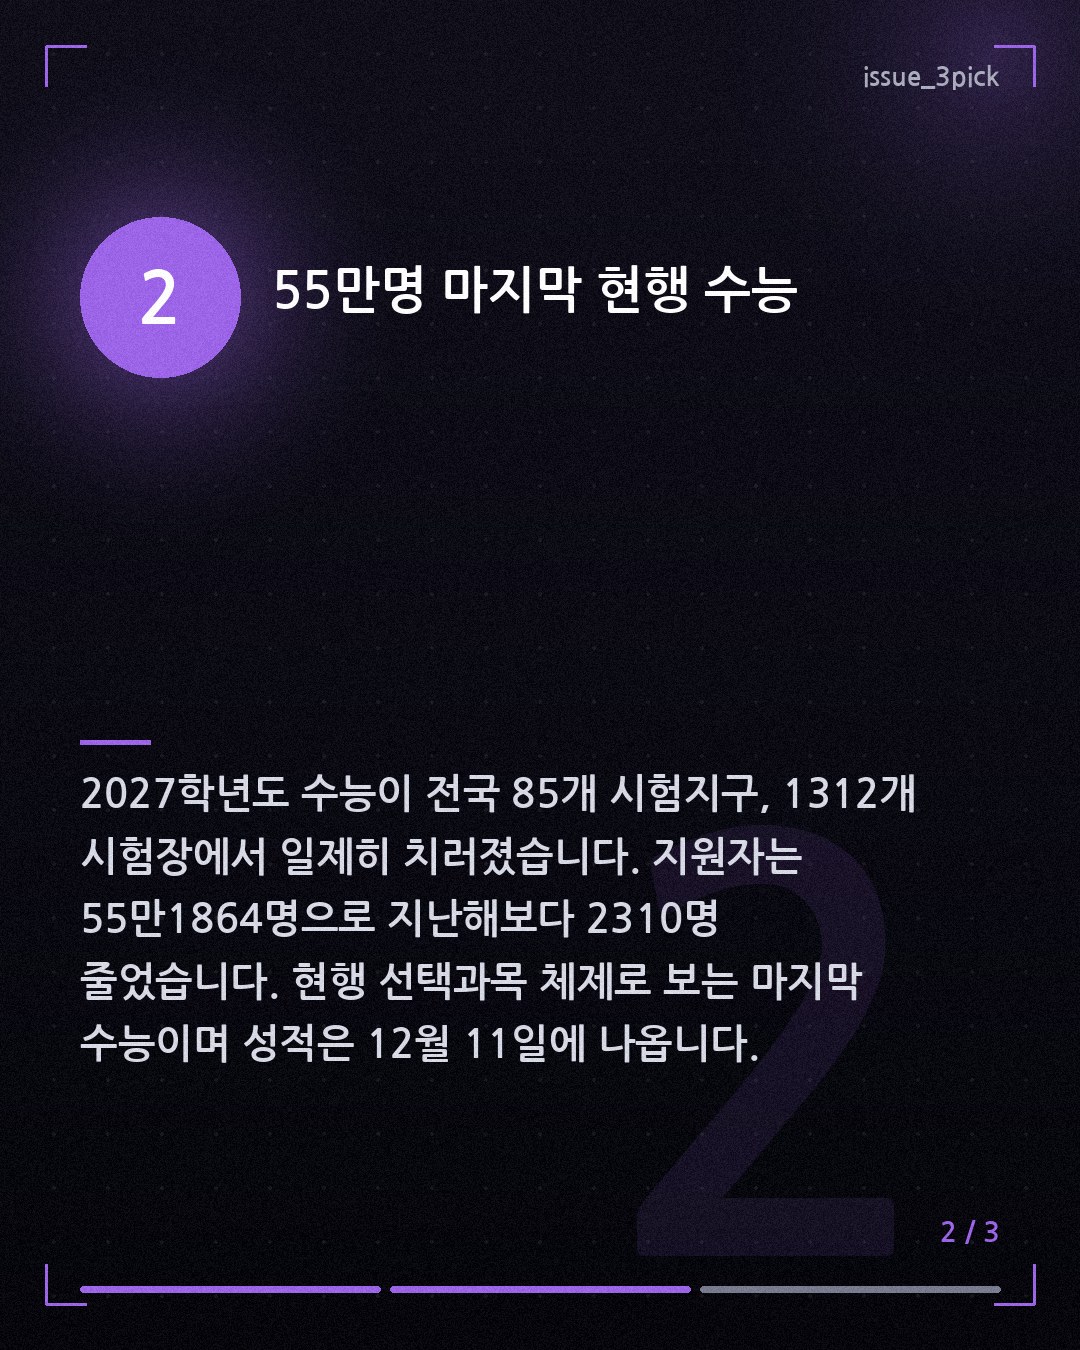 issue_3pick
2
55만명 마지막 현행 수능
2027학년도 수능이 전국 85개 시험지구, 1312개
시험장에서 일제히 치러졌습니다. 지원자는
55만1864명으로 지난해보다 2310명
줄었습니다. 현행 선택과목 체제로 보는 마지막
수능이며 성적은 12월 11일에 나옵니다.
2
2 / 3